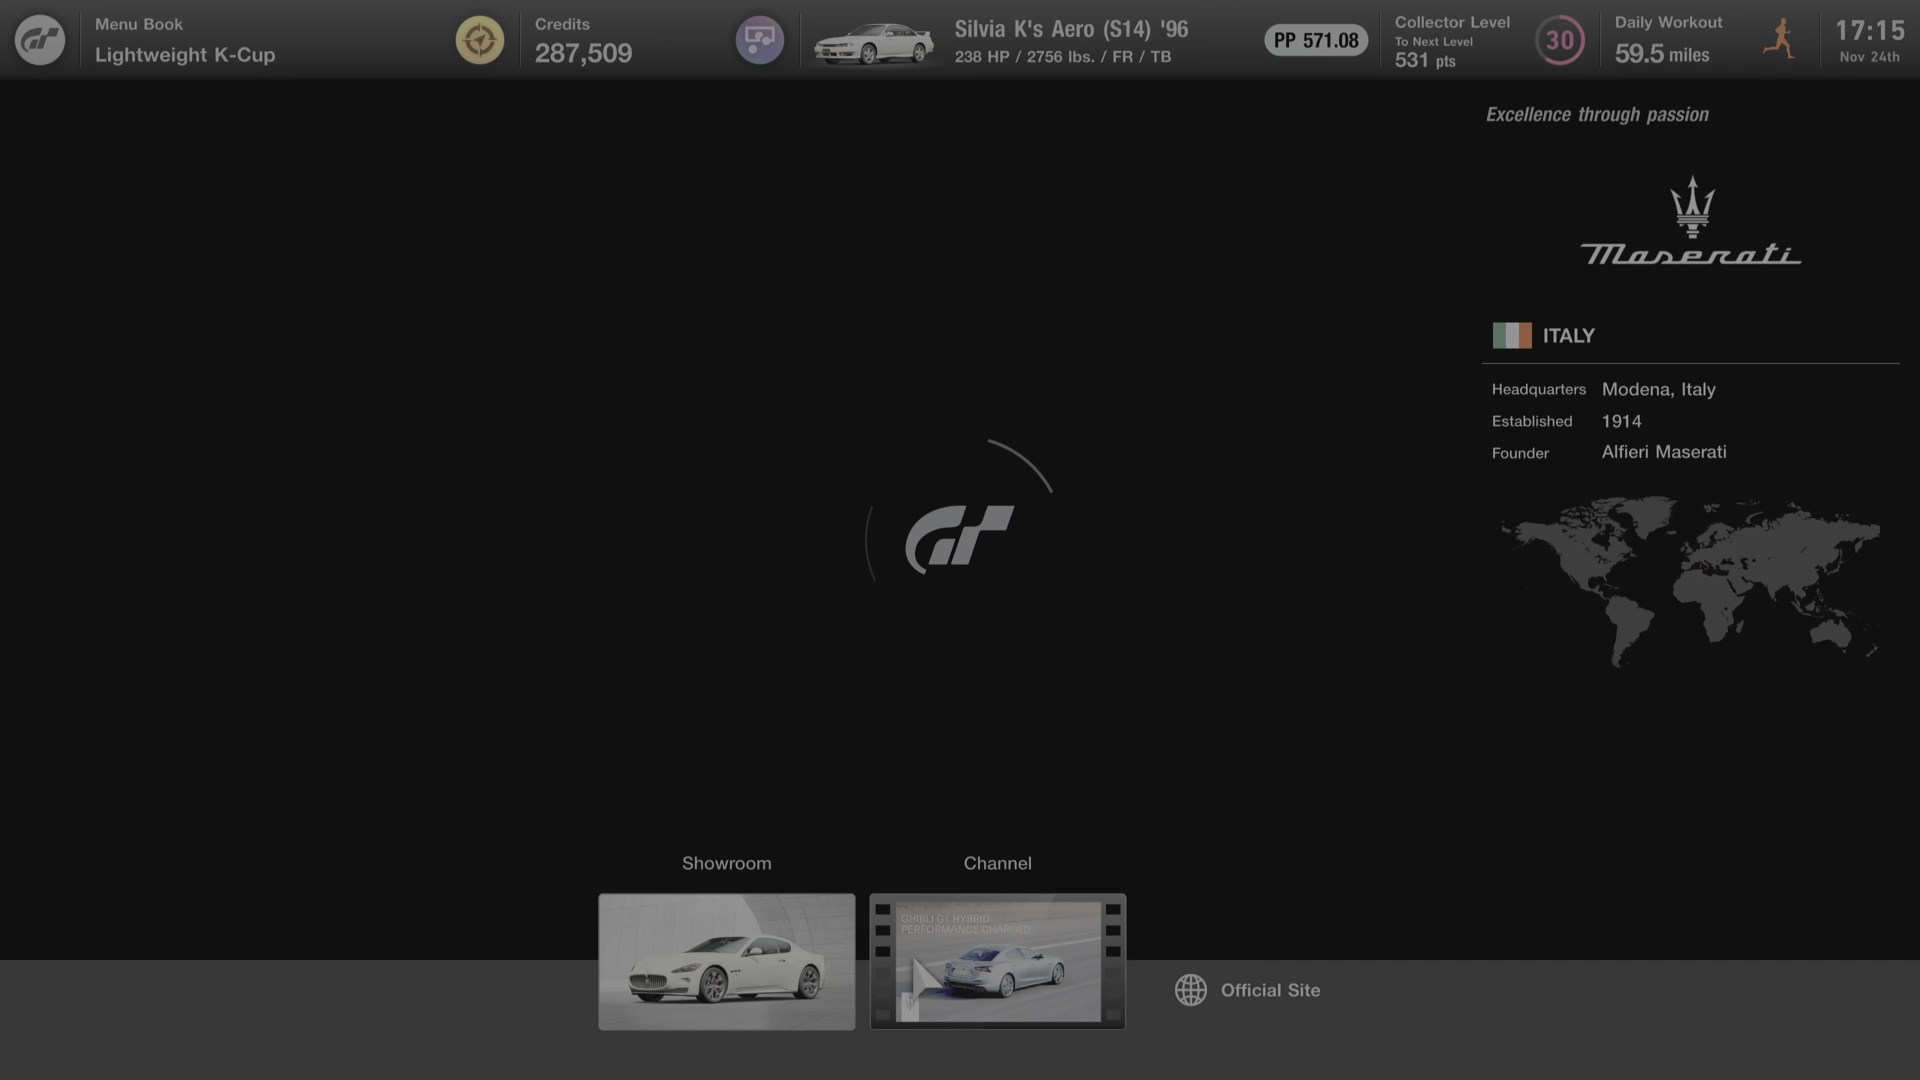 Menu Book
Lightweight K-Cup
Credits
287,509
Silvia K's Aero (S14) '96
238 HP / 2756 lbs. / FR / TB
PP 571.08
Collector Level
To Next Level
531 pts
30
Daily Workout
59.5 miles
17:15
Nov 24th
Excellence through passion
Maserati
ITALY
Headquarters Modena, Italy
Established 1914
Founder Alfieri Maserati
Showroom
Channel
GHIBLI GT HYBRID
PERFORMANCE CHARGED
Official Site